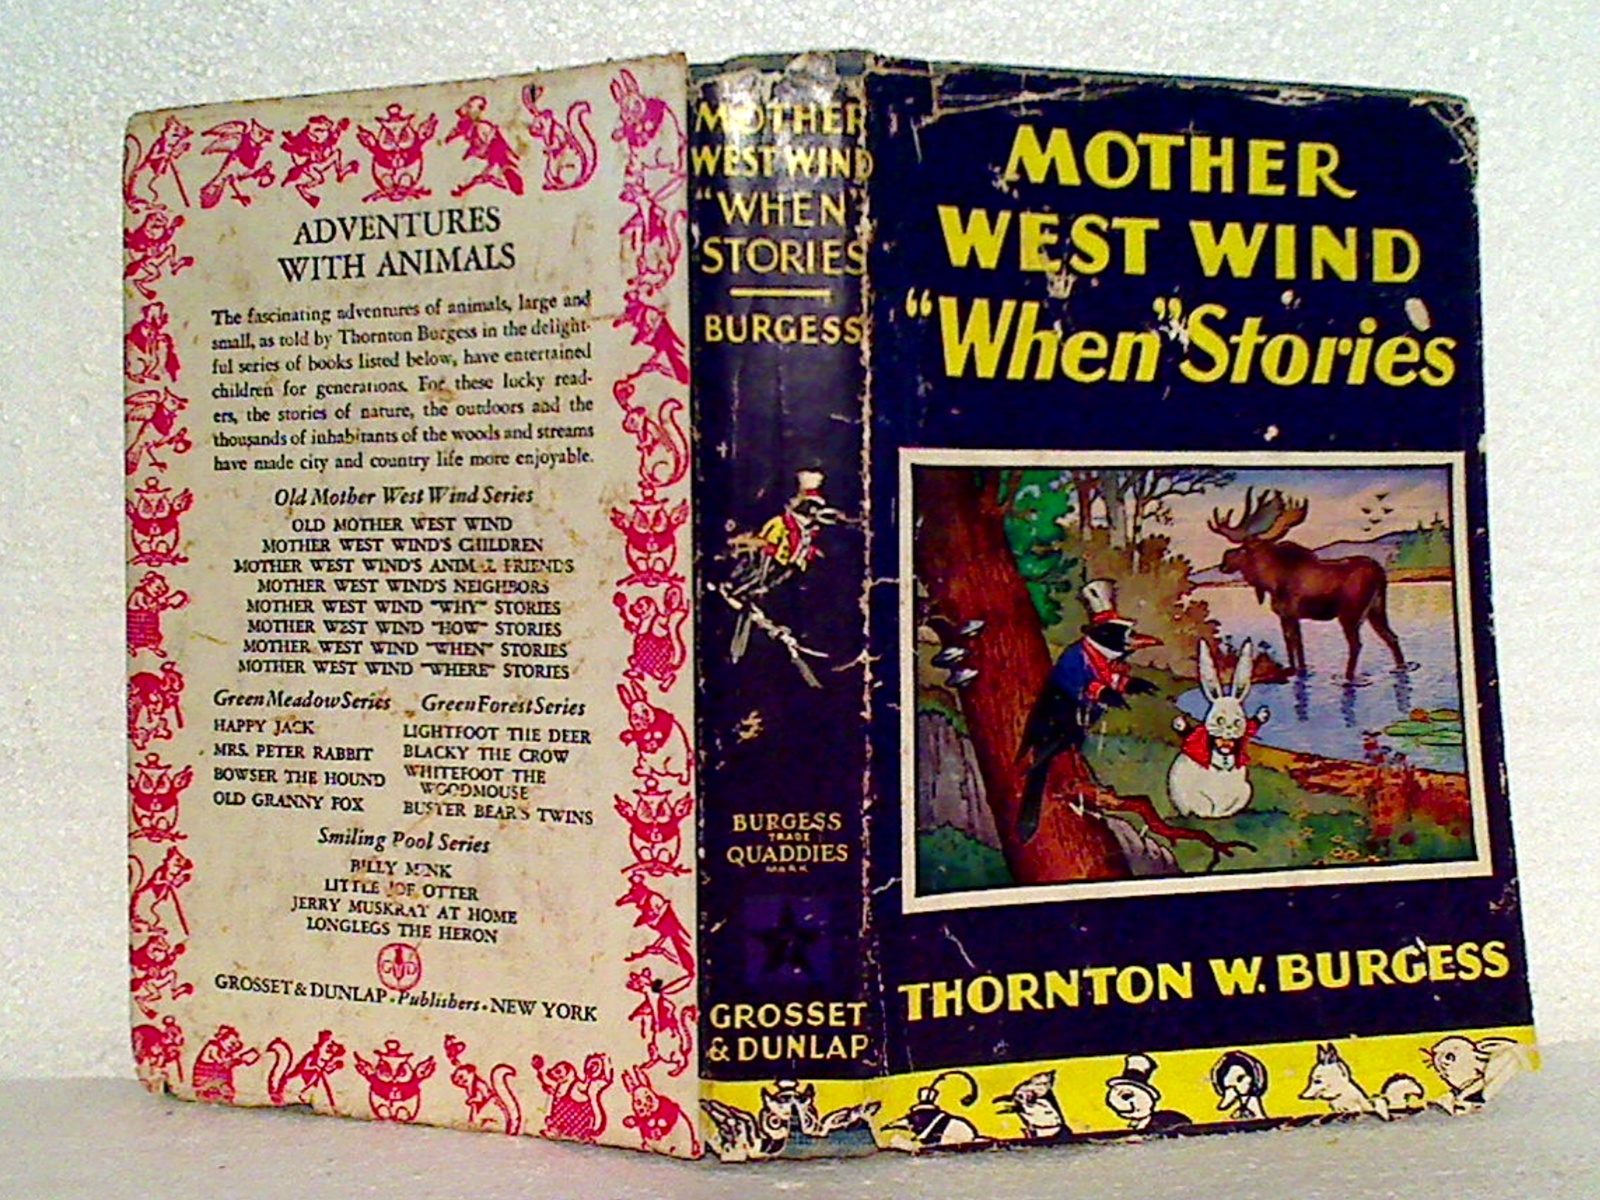 ADVENTURES
WITH ANIMALS
The fascinating adventures of animals, large and
small, as told by Thornton Burgess in the delight-
ful series of books listed below, have entertained
children for generations. For these lucky read-
ers, the stories of nature, the outdoors and the
thousands of inhabitants of the woods and streams
have made city and country life more enjoyable.
Old Mother West Wind Series
OLD MOTHER WEST WIND
MOTHER WEST WIND'S CHILDREN
MOTHER WEST WIND'S ANIMAL FRIENDS
MOTHER WEST WIND'S NEIGHBORS
MOTHER WEST WIND "WHY" STORIES
MOTHER WEST WIND "HOW" STORIES
MOTHER WEST WIND "WHEN" STORIES
MOTHER WEST WIND "WHERE" STORIES
Green Meadow Series
HAPPY JACK
MRS. PETER RABBIT
BOWSER THE HOUND
OLD GRANNY FOX
Green Forest Series
LIGHTFOOT THE DEER
BLACKY THE CROW
WHITEFOOT THE
WOODMOUSE
BUSTER BEAR'S TWINS
Smiling Pool Series
BILLY MINK
LITTLE JOE OTTER
JERRY MUSKRAT AT HOME
LONGLEGS THE HERON
G&D
GROSSET & DUNLAP • Publishers • NEW YORK
MOTHER
WEST WIND
"WHEN"
STORIES
BURGESS
BURGESS
TRADE
QUADDIES
MARK
GROSSET
& DUNLAP
MOTHER
WEST WIND
"When" Stories
THORNTON W. BURGESS